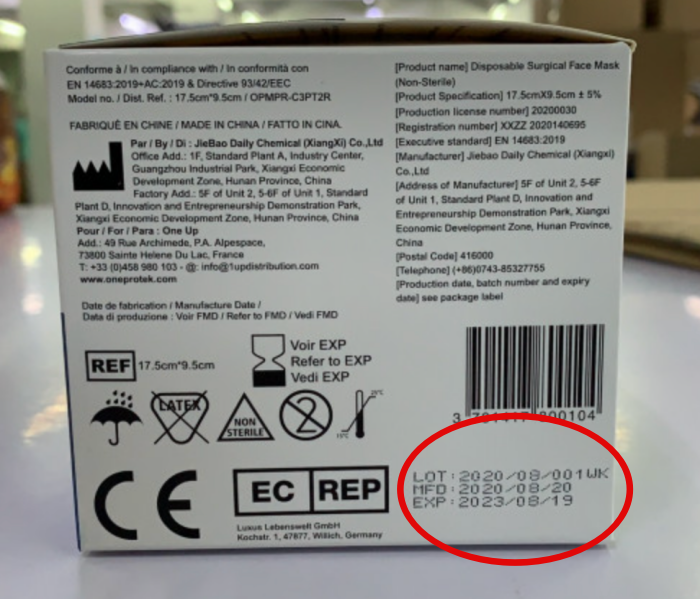 Conforme à / In compliance with / In conformità con
EN 14683:2019+AC:2019 & Directive 93/42/EEC
Model no. / Dist. Ref. : 17.5cm*9.5cm / OPMPR-C3PT2R
FABRIQUÉ EN CHINE / MADE IN CHINA / FATTO IN CINA.
Par / By / Di : JieBao Daily Chemical (XiangXi) Co.,Ltd
Office Add.: 1F, Standard Plant A, Industry Center,
Guangzhou Industrial Park, Xiangxi Economic
Development Zone, Hunan Province, China
Factory Add.: 5F of Unit 2, 5-6F of Unit 1, Standard
Plant D, Innovation and Entrepreneurship Demonstration Park,
Xiangxi Economic Development Zone, Hunan Province, China
Pour / For / Para : One Up
Add.: 49 Rue Archimede, P.A. Alpespace,
73800 Sainte Helene Du Lac, France
T: +33 (0)458 980 103 - @: info@1updistribution.com
www.oneprotek.com
Date de fabrication / Manufacture Date /
Data di produzione : Voir FMD / Refer to FMD / Vedi FMD
REF 17.5cm*9.5cm
Voir EXP
Refer to EXP
Vedi EXP
LATEX
NON
STERILE
2
25°C
15°C
CE
EC REP
Luxus Lebenswelt GmbH
Kochstr. 1, 47877, Willich, Germany
[Product name] Disposable Surgical Face Mask
(Non-Sterile)
[Product Specification] 17.5cmX9.5cm ± 5%
[Production license number] 20200030
[Registration number] XXZZ 2020140695
[Executive standard] EN 14683:2019
[Manufacturer] Jiebao Daily Chemical (Xiangxi)
Co.,Ltd
[Address of Manufacturer] 5F of Unit 2, 5-6F
of Unit 1, Standard Plant D, Innovation and
Entrepreneurship Demonstration Park, Xiangxi
Economic Development Zone, Hunan Province,
China
[Postal Code] 416000
[Telephone] (+86)0743-85327755
[Production date, batch number and expiry
date] see package label
LOT:2020/08/001WK
MFD:2020/08/20
EXP:2023/08/19